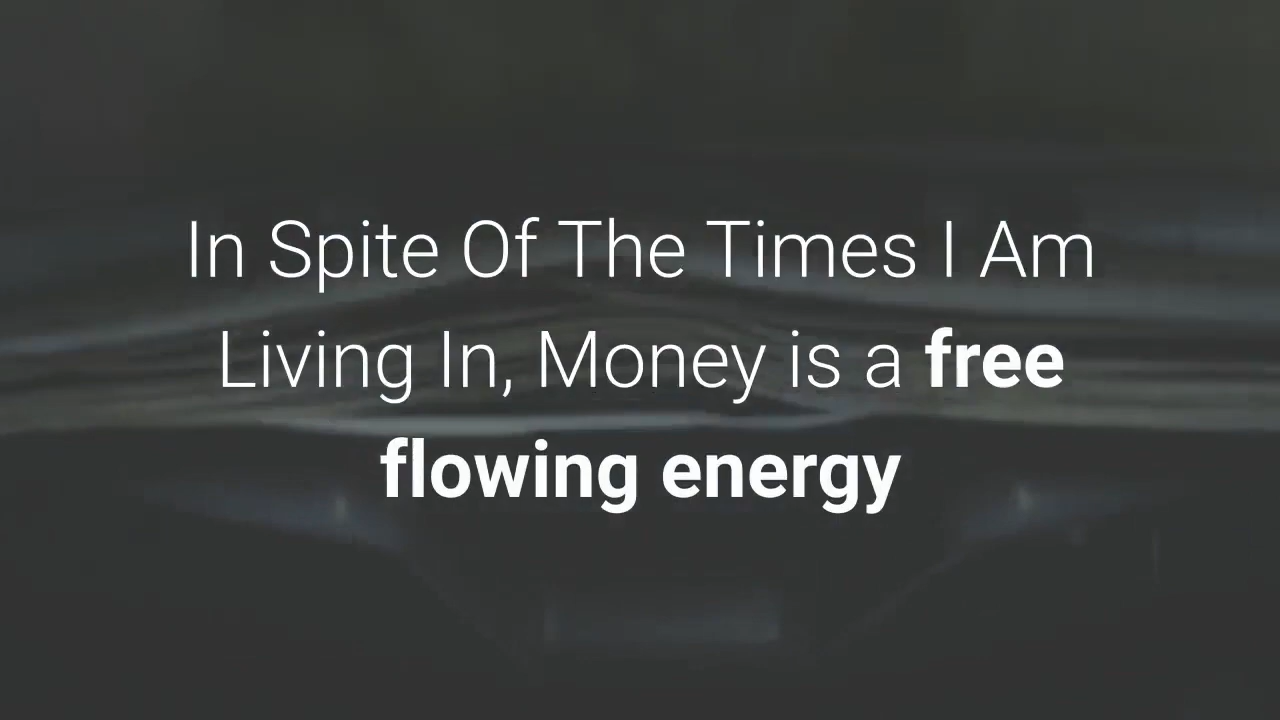 In Spite Of The Times I Am
Living In, Money is a free
flowing energy